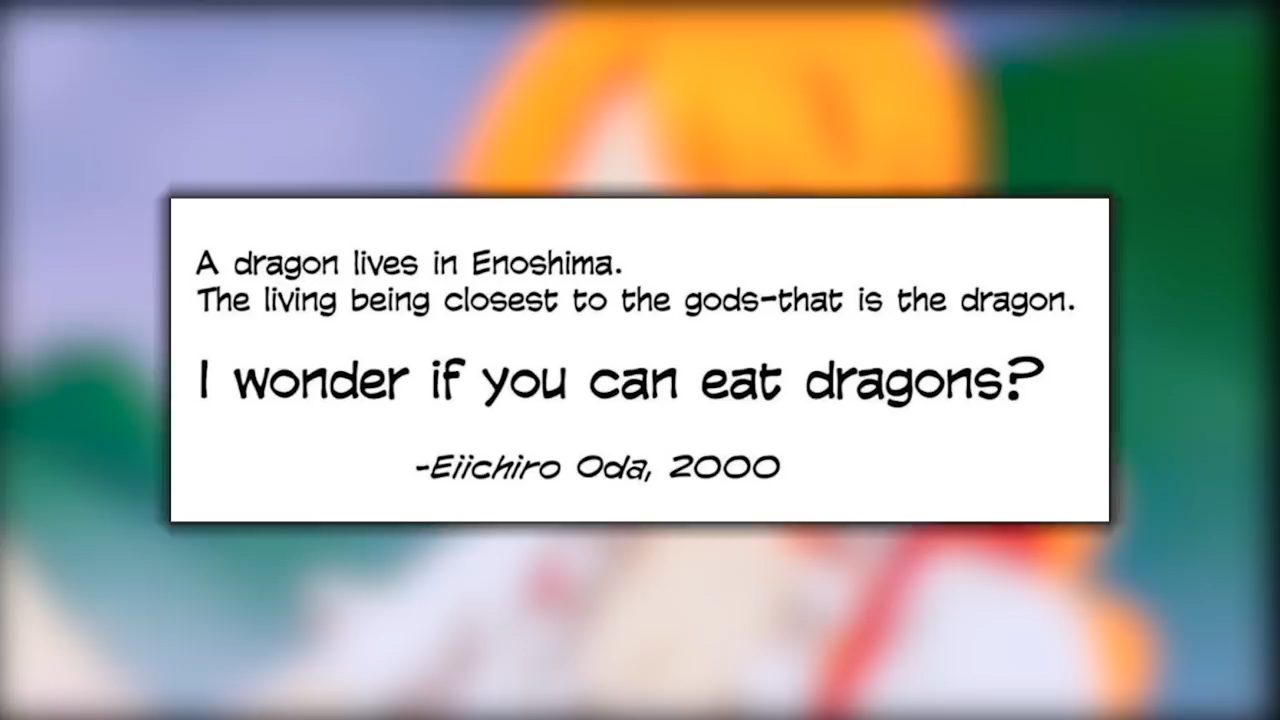 A dragon lives in Enoshima.
The living being closest to the gods-that is the dragon.
I wonder if you can eat dragons?
-Eiichiro Oda, 2000